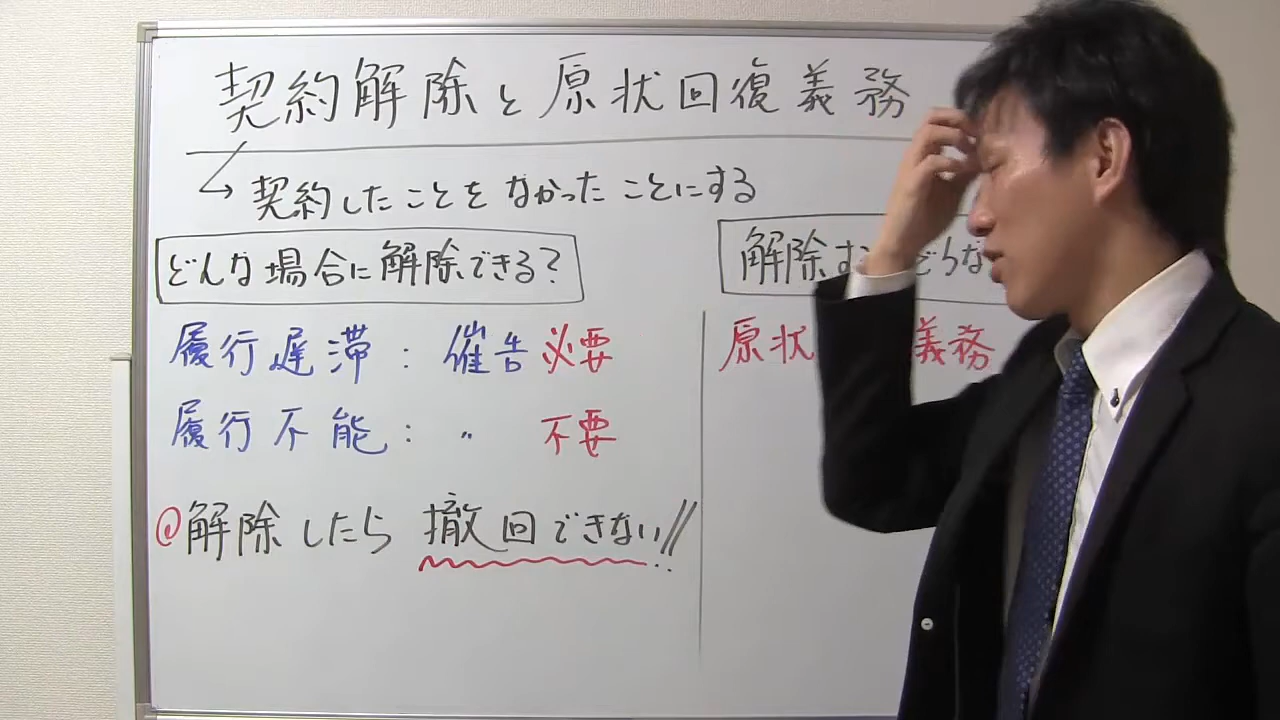 契約解除と原状回復義務
契約したことをなかったことにする
どんな場合に解除できる?
履行遅滞:催告必要
履行不能:〃不要
@解除したら撤回できない!!
解除す どうな
原状 義務